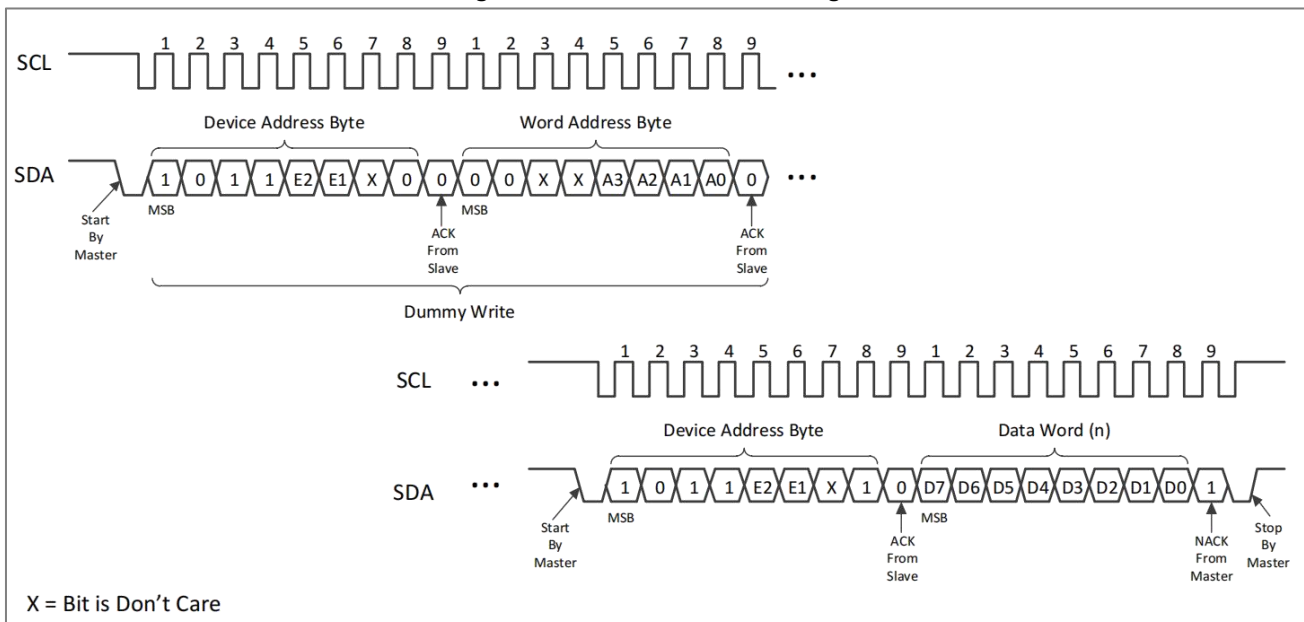 1 2 3 4 5 6 7 8 9 1 2 3 4 5 6 7 8 9
SCL ...
Device Address Byte Word Address Byte
SDA 1 0 1 1 E2 E1 X 0 0 0 0 X X A3 A2 A1 A0 0 ...
MSB MSB
Start By Master
ACK From Slave
ACK From Slave
Dummy Write
1 2 3 4 5 6 7 8 9 1 2 3 4 5 6 7 8 9
SCL ...
Device Address Byte Data Word (n)
SDA ... 1 0 1 1 E2 E1 X 1 0 D7 D6 D5 D4 D3 D2 D1 D0 1
MSB MSB
Start By Master
ACK From Slave
NACK From Master
Stop By Master
X = Bit is Don't Care